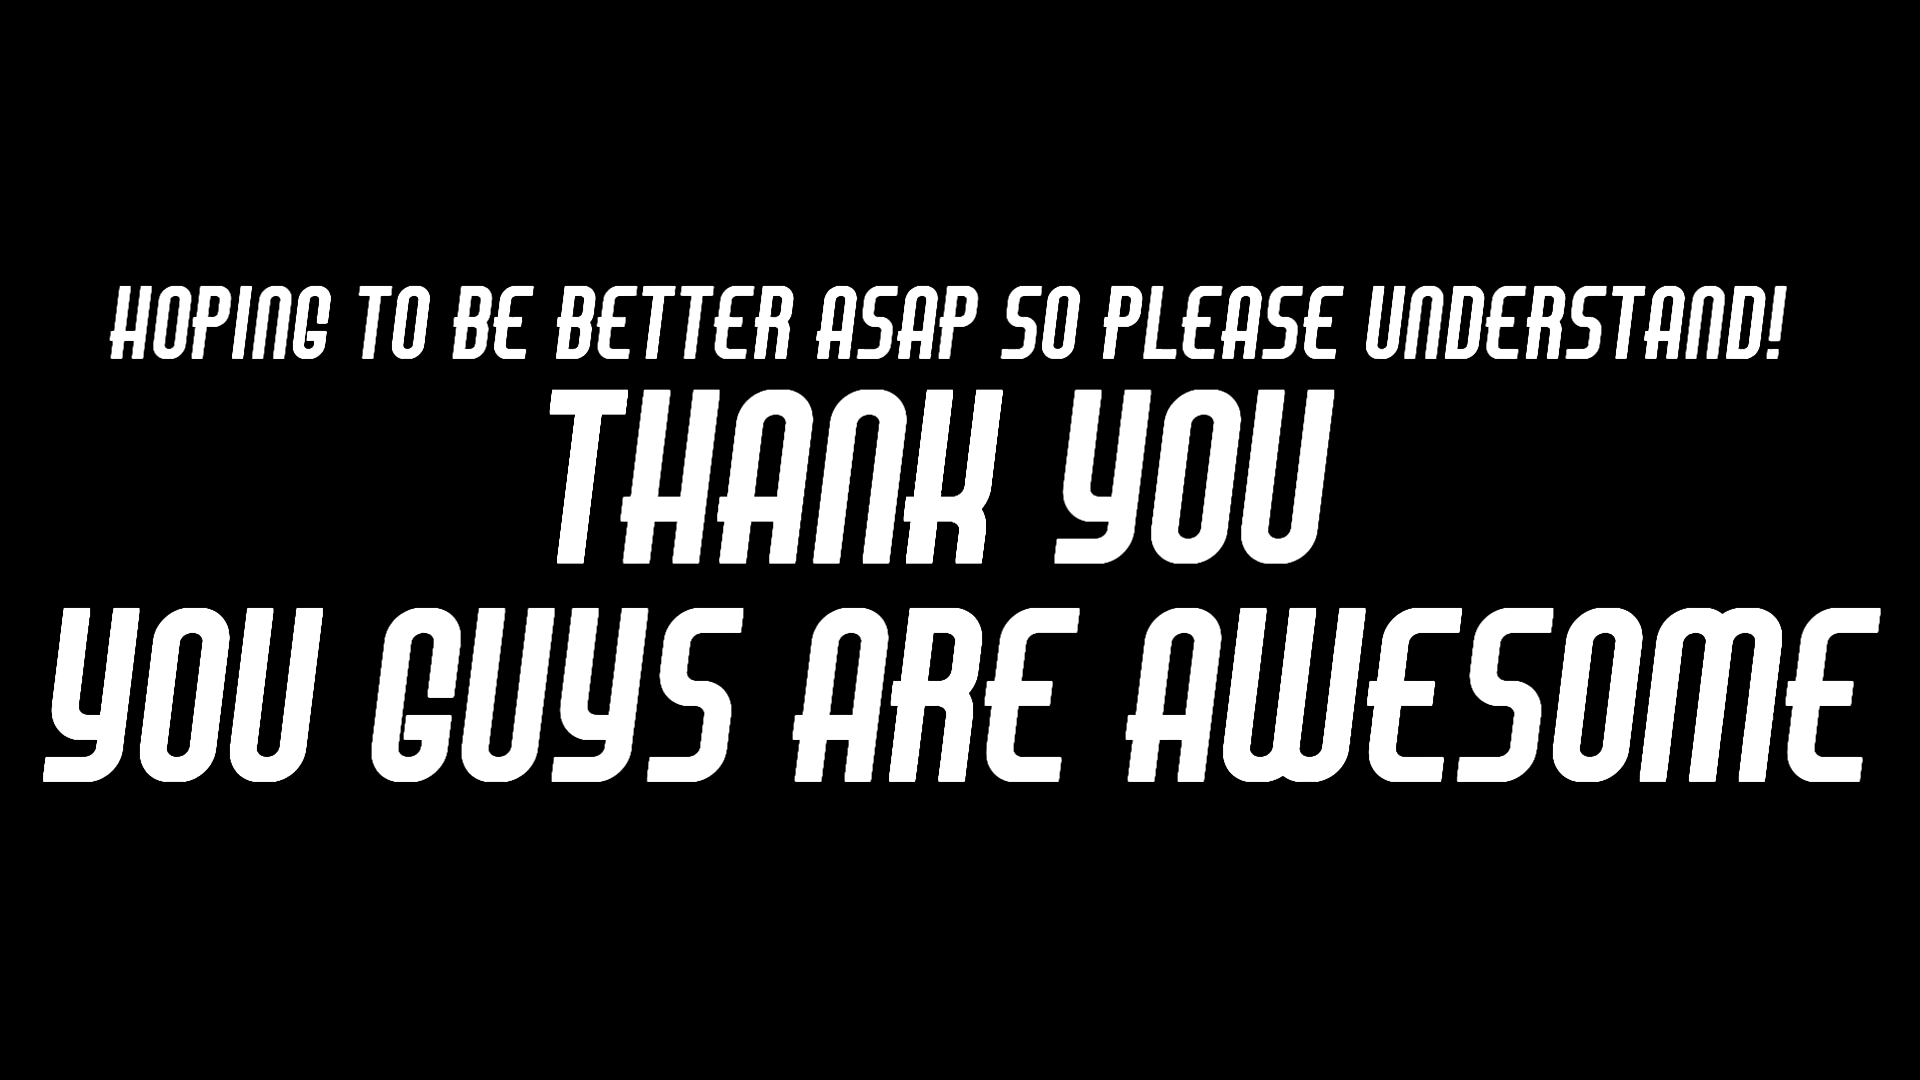 HOPING TO BE BETTER ASAP SO PLEASE UNDERSTAND!
THANK YOU
YOU GUYS ARE AWESOME